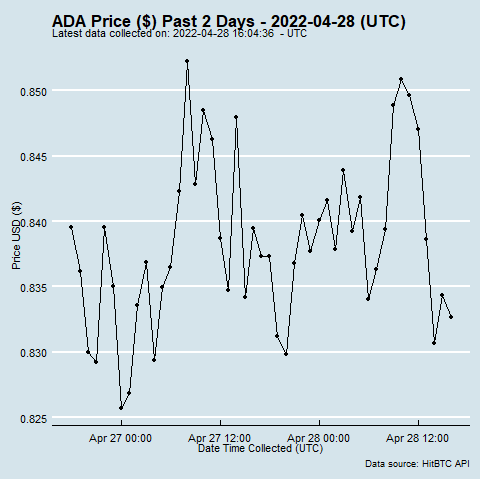 ADA Price ($) Past 2 Days - 2022-04-28 (UTC)
Latest data collected on: 2022-04-28 16:04:36 - UTC
Price USD ($)
0.850
0.845
0.840
0.835
0.830
0.825
Apr 27 00:00 Apr 27 12:00 Apr 28 00:00 Apr 28 12:00
Date Time Collected (UTC)
Data source: HitBTC API